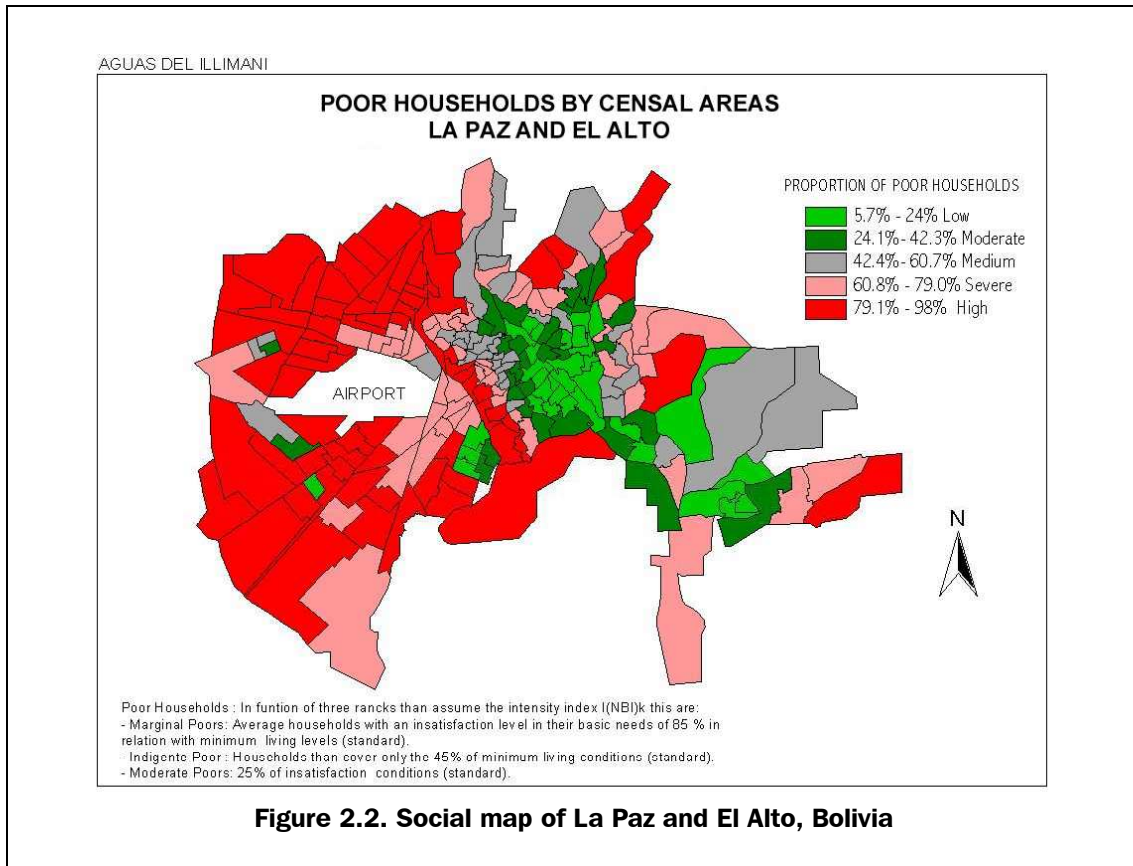 AGUAS DEL ILLIMANI
POOR HOUSEHOLDS BY CENSAL AREAS
LA PAZ AND EL ALTO
PROPORTION OF POOR HOUSEHOLDS
5.7% - 24% Low
24.1% - 42.3% Moderate
42.4% - 60.7% Medium
60.8% - 79.0% Severe
79.1% - 98% High
AIRPORT
N
Poor Households : In funtion of three rancks than assume the intensity index I(NBI)k this are:
- Marginal Poors: Average households with an insatisfaction level in their basic needs of 85 % in
relation with minimum living levels (standard).
Indigente Poor : Households than cover only the 45% of minimum living conditions (standard).
- Moderate Poors: 25% of insatisfaction conditions (standard).
Figure 2.2. Social map of La Paz and El Alto, Bolivia